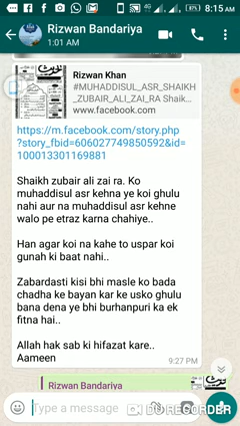 8:15 AM
Rizwan Bandariya
1:01 AM
Rizwan Khan
#MUHADDISUL_ASR_SHAIKH
_ZUBAIR_ALI_ZAI_RA Shaik...
www.facebook.com
https://m.facebook.com/story.php
?story_fbid=606027749850592&id=
100013301169881
Shaikh zubair ali zai ra. Ko
muhaddisul asr kehna ye koi ghulu
nahi aur na muhaddisul asr kehne
walo pe etraz karna chahiye..
Han agar koi na kahe to uspar koi
gunah ki baat nahi..
Zabardasti kisi bhi masle ko bada
chadha ke bayan kar ke usko ghulu
bana dena ye bhi burhanpuri ka ek
fitna hai..
Allah hak sab ki hifazat kare..
Aameen
9:27 PM
Rizwan Bandariya
Type a message
DU RECORDER